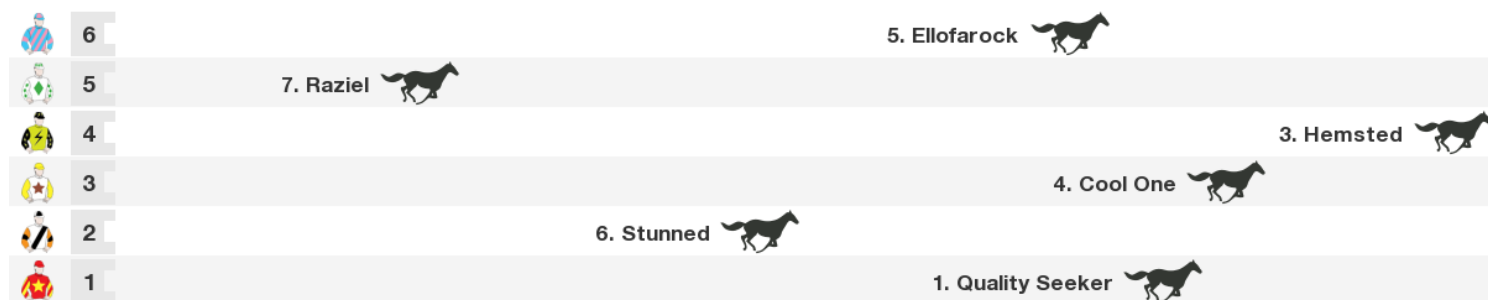 6 5. Ellofarock
5 7. Raziel
4 3. Hemsted
3 4. Cool One
2 6. Stunned
1 1. Quality Seeker